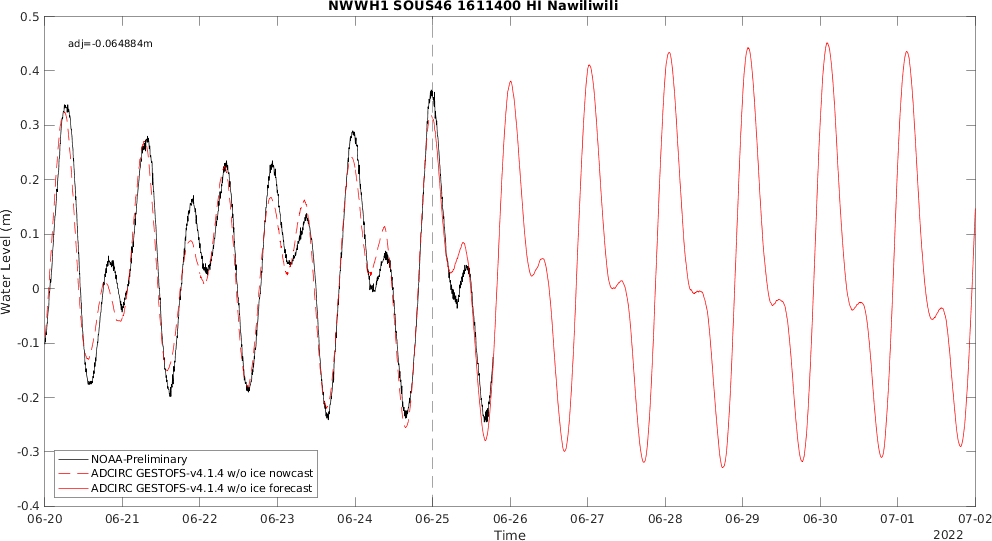 NWWH1 SOUS46 1611400 HI Nawiliwili
adj=-0.064884m
Water Level (m)
0.5
0.4
0.3
0.2
0.1
0
-0.1
-0.2
-0.3
-0.4
NOAA-Preliminary
ADCIRC GESTOFS-v4.1.4 w/o ice nowcast
ADCIRC GESTOFS-v4.1.4 w/o ice forecast
06-20 06-21 06-22 06-23 06-24 06-25 06-26 06-27 06-28 06-29 06-30 07-01 07-02
Time
2022